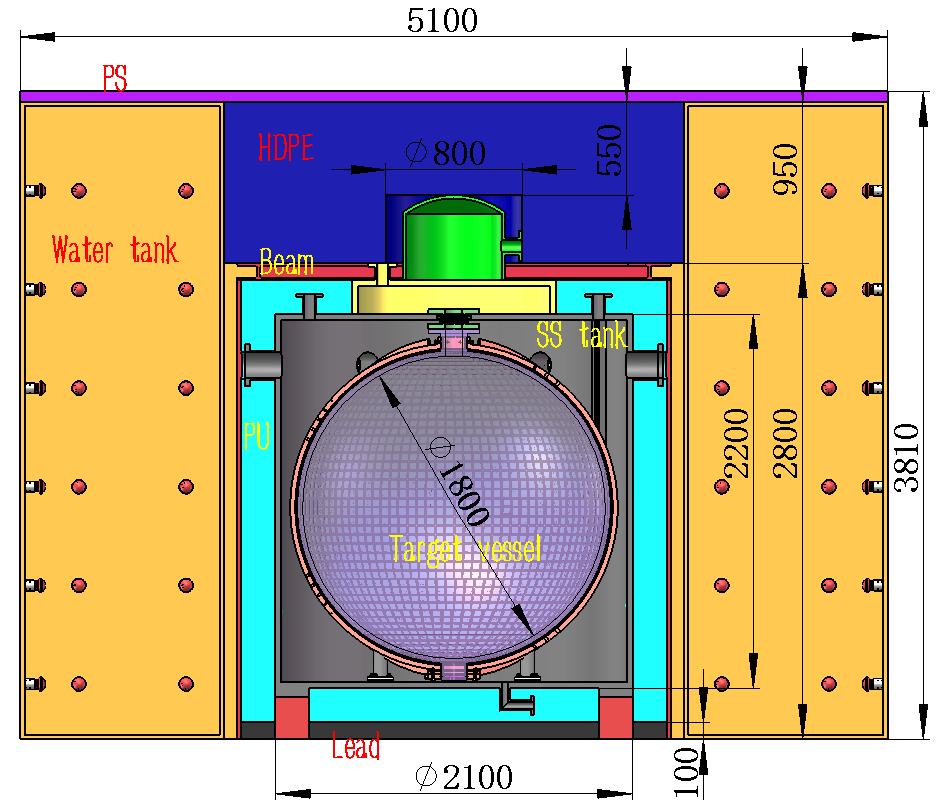 5100
PS
HDPE
∅800
550
950
Water tank
Beam
SS tank
PU
∅1800
2200
2800
3810
Target vessel
Lead
100
∅2100